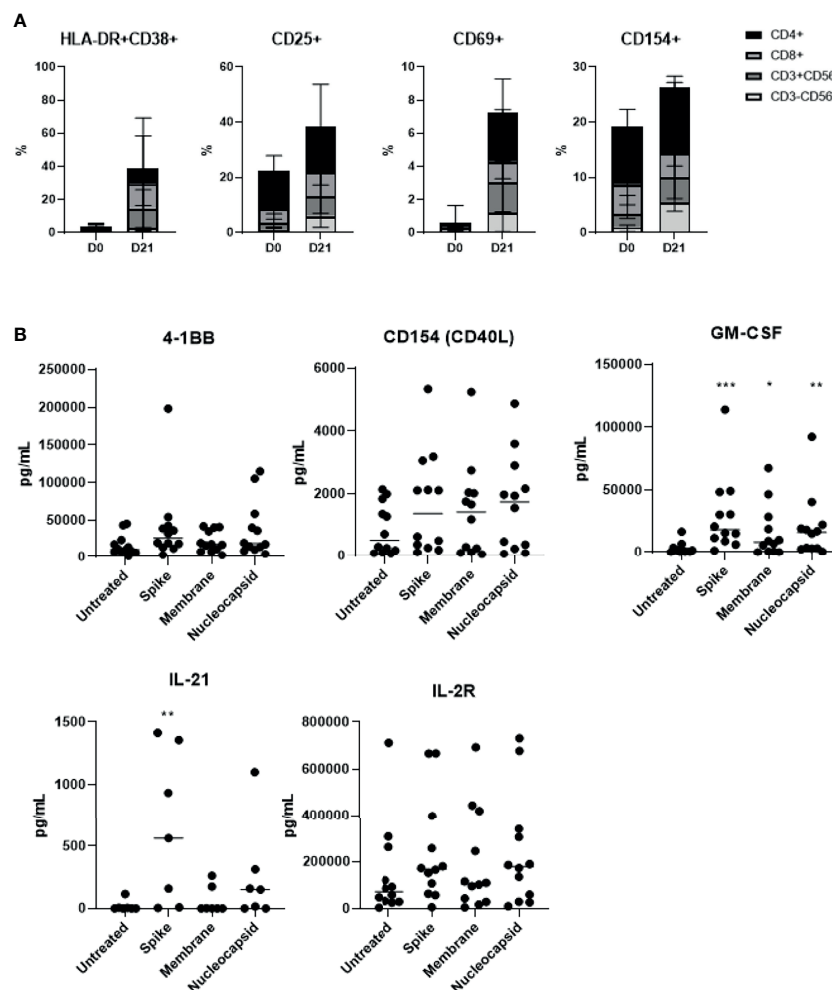 A
HLA-DR+CD38+
CD25+
CD69+
CD154+
CD4+
CD8+
CD3+CD56
CD3-CD56
%
100
80
60
40
20
0
D0
D21
%
60
40
20
0
D0
D21
%
10
8
6
4
2
0
D0
D21
%
30
20
10
0
D0
D21
B
4-1BB
pg/mL
250000
200000
150000
100000
50000
0
Untreated
Spike
Membrane
Nucleocapsid
CD154 (CD40L)
pg/mL
6000
4000
2000
0
Untreated
Spike
Membrane
Nucleocapsid
GM-CSF
pg/mL
150000
100000
50000
0
***
*
**
Untreated
Spike
Membrane
Nucleocapsid
IL-21
pg/mL
1500
1000
500
0
**
Untreated
Spike
Membrane
Nucleocapsid
IL-2R
pg/mL
800000
600000
400000
200000
0
Untreated
Spike
Membrane
Nucleocapsid